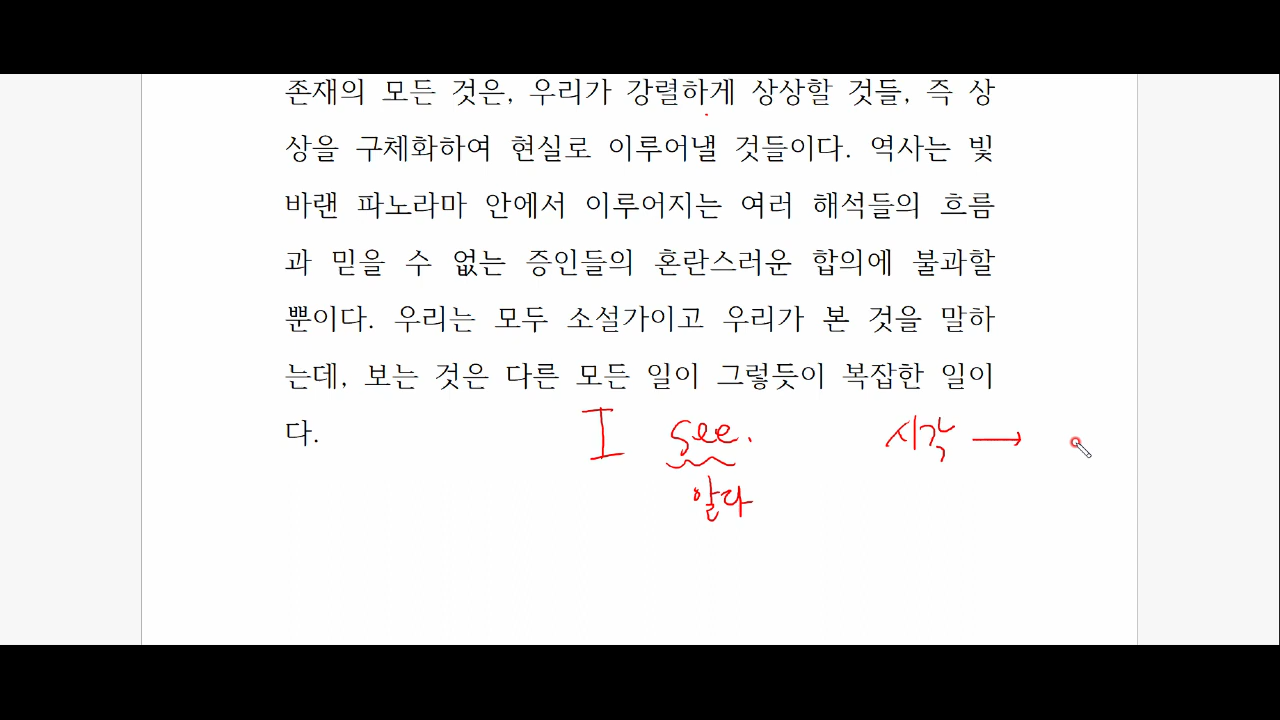 존재의 모든 것은, 우리가 강렬하게 상상할 것들, 즉 상
상을 구체화하여 현실로 이루어낼 것들이다. 역사는 빛
바랜 파노라마 안에서 이루어지는 여러 해석들의 흐름
과 믿을 수 없는 증인들의 혼란스러운 합의에 불과할
뿐이다. 우리는 모두 소설가이고 우리가 본 것을 말하
는데, 보는 것은 다른 모든 일이 그렇듯이 복잡한 일이
다.
I see. 시각 →
알다